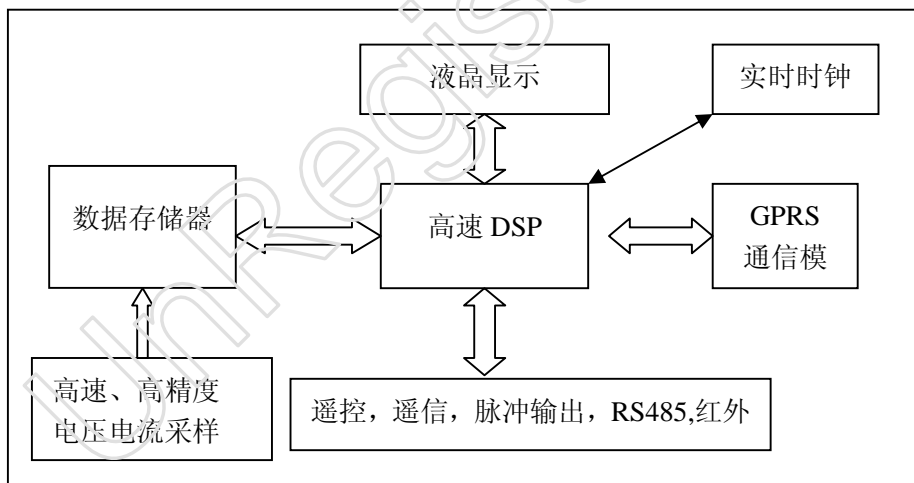 液晶显示
实时时钟
数据存储器
高速 DSP
GPRS
通信模
高速、高精度
电压电流采样
遥控，遥信，脉冲输出，RS485,红外
UnRegis